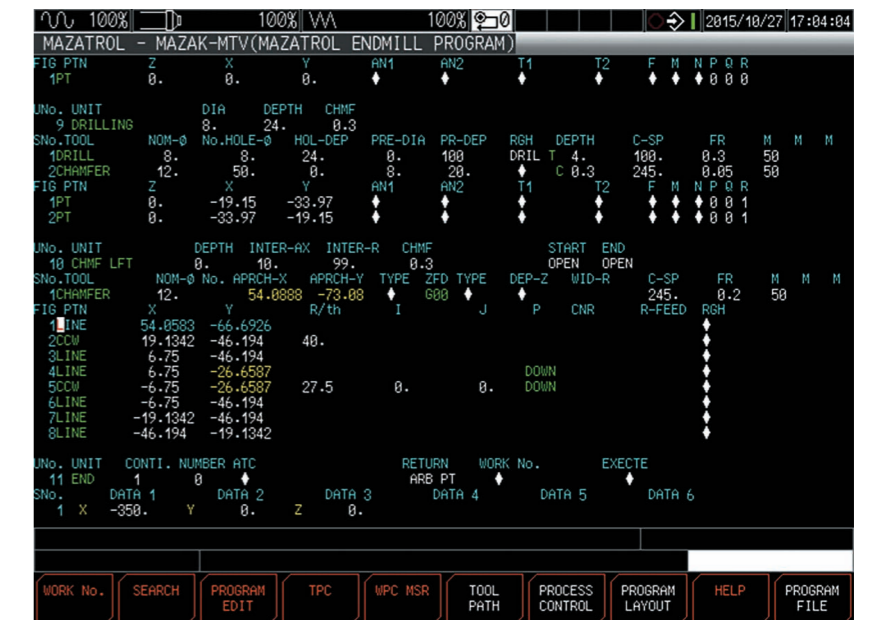 100% 100% 100% 0 2015/10/27 17:04:04
MAZATROL - MAZAK-MTV(MAZATROL ENDMILL PROGRAM)
FIG PTN Z X Y AN1 AN2 T1 T2 F M N P Q R
1PT 0. 0. 0. ♦ ♦ ♦ ♦ ♦ ♦ ♦ 0 0 0
UNo. UNIT DIA DEPTH CHMF
9 DRILLING 8. 24. 0.3
SNo.TOOL NOM-Ø No.HOLE-Ø HOL-DEP PRE-DIA PR-DEP RGH DEPTH C-SP FR M M M
1DRILL 8. 8. 24. 0. 100 DRIL T 4. 100. 0.3 50
2CHAMFER 12. 50. 0. 8. 20. ♦ C 0.3 245. 0.05 50
FIG PTN Z X Y AN1 AN2 T1 T2 F M N P Q R
1PT 0. -19.15 -33.97 ♦ ♦ ♦ ♦ ♦ ♦ ♦ 0 0 1
2PT 0. -33.97 -19.15 ♦ ♦ ♦ ♦ ♦ ♦ ♦ 0 0 1
UNo. UNIT DEPTH INTER-AX INTER-R CHMF START END
10 CHMF LFT 0. 10. 99. 0.3 OPEN OPEN
SNo.TOOL NOM-Ø No. APRCH-X APRCH-Y TYPE ZFD TYPE DEP-Z WID-R C-SP FR M M M
1CHAMFER 12. 54.0888 -73.08 ♦ G00 ♦ ♦ 245. 0.2 50
FIG PTN X Y R/th I J P CNR R-FEED RGH
1LINE 54.0583 -66.6926 ♦
2CCW 19.1342 -46.194 40. ♦
3LINE 6.75 -46.194 ♦
4LINE 6.75 -26.6587 DOWN ♦
5CCW -6.75 -26.6587 27.5 0. 0. DOWN ♦
6LINE -6.75 -46.194 ♦
7LINE -19.1342 -46.194 ♦
8LINE -46.194 -19.1342 ♦
UNo. UNIT CONTI. NUMBER ATC RETURN WORK No. EXECTE
11 END 1 0 ♦ ARB PT ♦ ♦
SNo. DATA 1 DATA 2 DATA 3 DATA 4 DATA 5 DATA 6
1 X -350. Y 0. Z 0.
WORK No. SEARCH PROGRAM EDIT TPC WPC MSR TOOL PATH PROCESS CONTROL PROGRAM LAYOUT HELP PROGRAM FILE